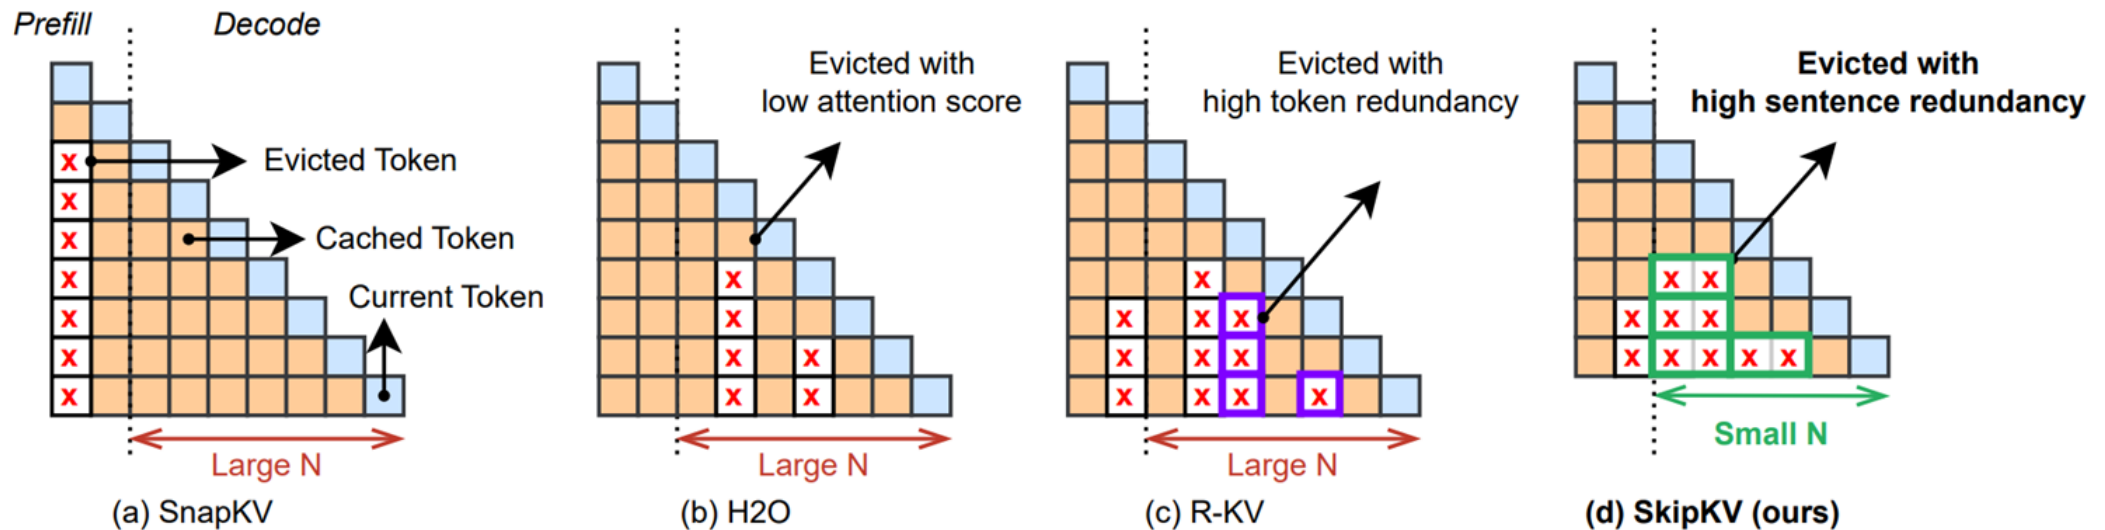 Prefill
Decode
Evicted Token
Cached Token
Current Token
x
x
x
x
x
x
x
Large N
(a) SnapKV
Evicted with
low attention score
x
x
x x
x x
Large N
(b) H2O
Evicted with
high token redundancy
x
x x x
x x x
x x x x
Large N
(c) R-KV
Evicted with
high sentence redundancy
x x
x x x
x x x x x
Small N
(d) SkipKV (ours)